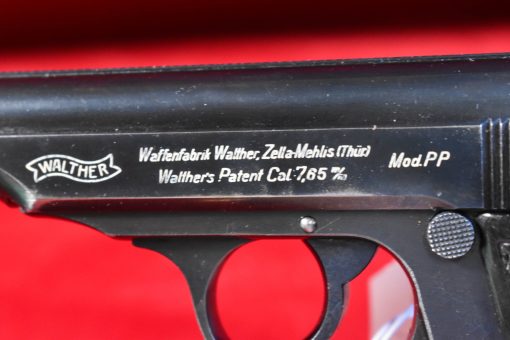 WALTHER
Waffenfabrik Walther, Zella-Mehlis (Thür)
Walther's Patent Cal. 7,65 m/m
Mod. PP